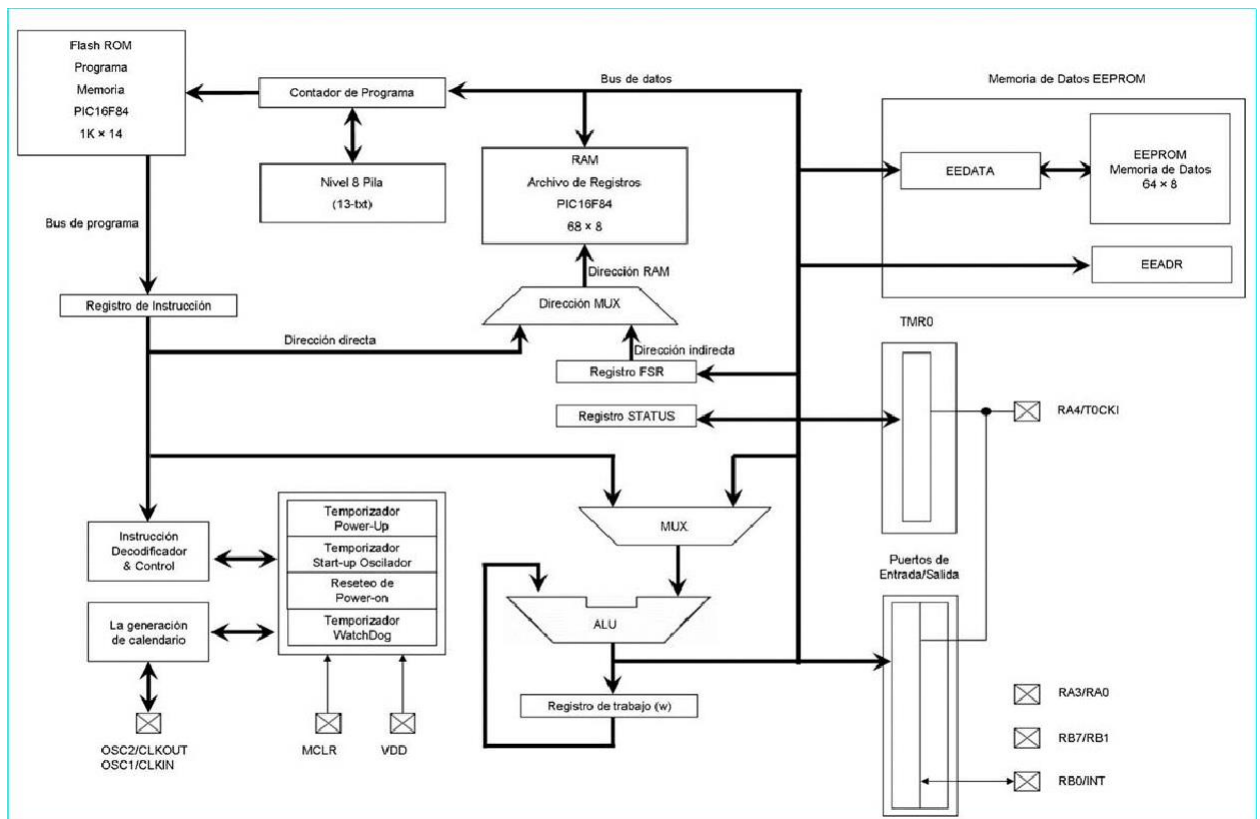 Flash ROM
Programa
Memoria
PIC16F84
1K × 14
Contador de Programa
Bus de datos
Memoria de Datos EEPROM
Nivel 8 Pila
(13-txt)
RAM
Archivo de Registros
PIC16F84
68 × 8
EEDATA
EEPROM
Memoria de Datos
64 × 8
EEADR
Bus de programa
Dirección RAM
Registro de Instrucción
Dirección MUX
Dirección directa
Dirección indirecta
TMR0
Registro FSR
Registro STATUS
RA4/T0CKI
Instrucción
Decodificador
& Control
Temporizador
Power-Up
Temporizador
Start-up Oscilador
Reseteo de
Power-on
Temporizador
WatchDog
MUX
Puertos de
Entrada/Salida
La generación
de calendario
ALU
Registro de trabajo (w)
OSC2/CLKOUT
OSC1/CLKIN
MCLR
VDD
RA3/RA0
RB7/RB1
RB0/INT